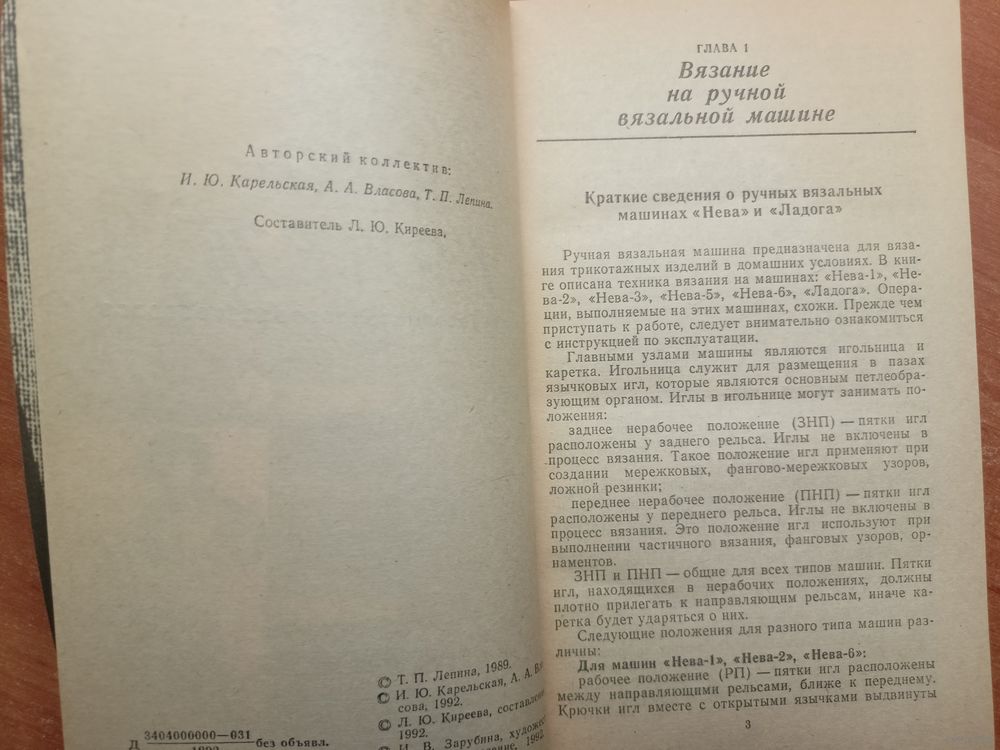 Авторский коллектив:
И. Ю. Карельская, А. А. Власова, Т. П. Лепина.
Составитель Л. Ю. Киреева,
© Т. П. Лепина, 1989.
© И. Ю. Карельская, А. А.
сова, 1992.
© Л. Ю. Киреева,
1992.
© И. В. Зарубина,
1992.
Д 3404000000—031 без объявл.
ГЛАВА 1
Вязание
на ручной
вязальной машине
Краткие сведения о ручных вязальных
машинах «Нева» и «Ладога»
Ручная вязальная машина предназначена для вяза-
ния трикотажных изделий в домашних условиях. В кни-
ге описана техника вязания на машинах: «Нева-1», «Не-
ва-2», «Нева-3», «Нева-5», «Нева-6», «Ладога». Опера-
ции, выполняемые на этих машинах, схожи. Прежде чем
приступать к работе, следует внимательно ознакомиться
с инструкцией по эксплуатации.
Главными узлами машины являются игольница и
каретка. Игольница служит для размещения в пазах
язычковых игл, которые являются основным петлеобра-
зующим органом. Иглы в игольнице могут занимать по-
ложения:
заднее нерабочее положение (ЗНП) — пятки игл
расположены у заднего рельса. Иглы не включены в
процесс вязания. Такое положение игл применяют при
создании мережковых, фангово-мережковых узоров,
ложной резинки;
переднее нерабочее положение (ПНП) — пятки игл
расположены у переднего рельса. Иглы не включены в
процесс вязания. Это положение игл используют при
выполнении частичного вязания, фанговых узоров, ор-
наментов.
ЗНП и ПНП — общие для всех типов машин. Пятки
игл, находящихся в нерабочих положениях, должны
плотно прилегать к направляющим рельсам, иначе ка-
ретка будет ударяться о них.
Следующие положения для разного типа машин раз-
личны:
Для машин «Нева-1», «Нева-2», «Нева-6»:
рабочее положение (РП) — пятки игл расположены
между направляющими рельсами, ближе к переднему.
Крючки игл вместе с открытыми язычками выдвинуты
3